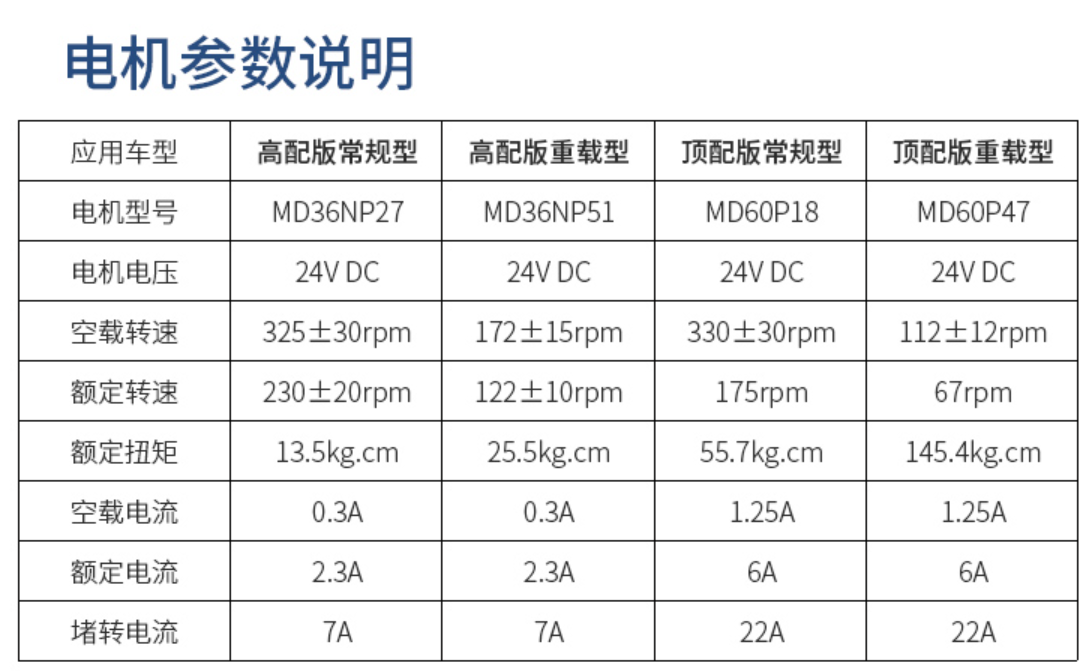 电机参数说明
应用车型 高配版常规型 高配版重载型 顶配版常规型 顶配版重载型
电机型号 MD36NP27 MD36NP51 MD60P18 MD60P47
电机电压 24V DC 24V DC 24V DC 24V DC
空载转速 325±30rpm 172±15rpm 330±30rpm 112±12rpm
额定转速 230±20rpm 122±10rpm 175rpm 67rpm
额定扭矩 13.5kg.cm 25.5kg.cm 55.7kg.cm 145.4kg.cm
空载电流 0.3A 0.3A 1.25A 1.25A
额定电流 2.3A 2.3A 6A 6A
堵转电流 7A 7A 22A 22A